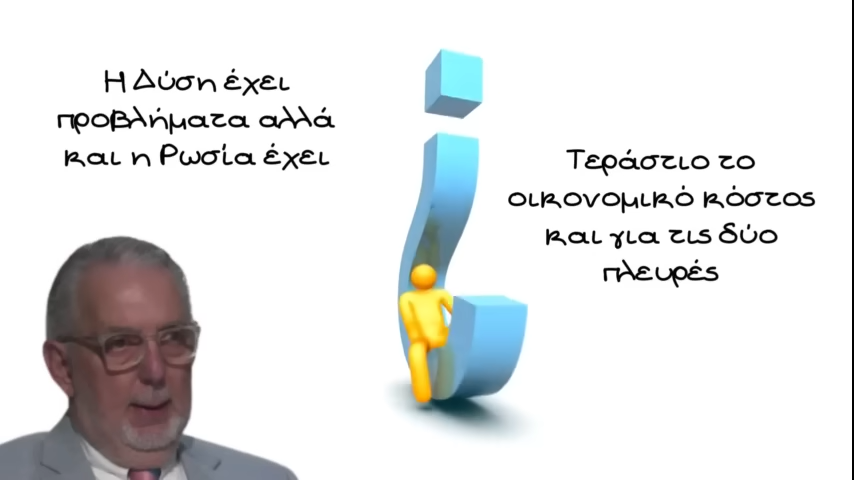 Η Δύση έχει
προβλήματα αλλά
και η Ρωσία έχει
Τεράστιο το
οικονομικό κόστος
και για τις δύο
πλευρές